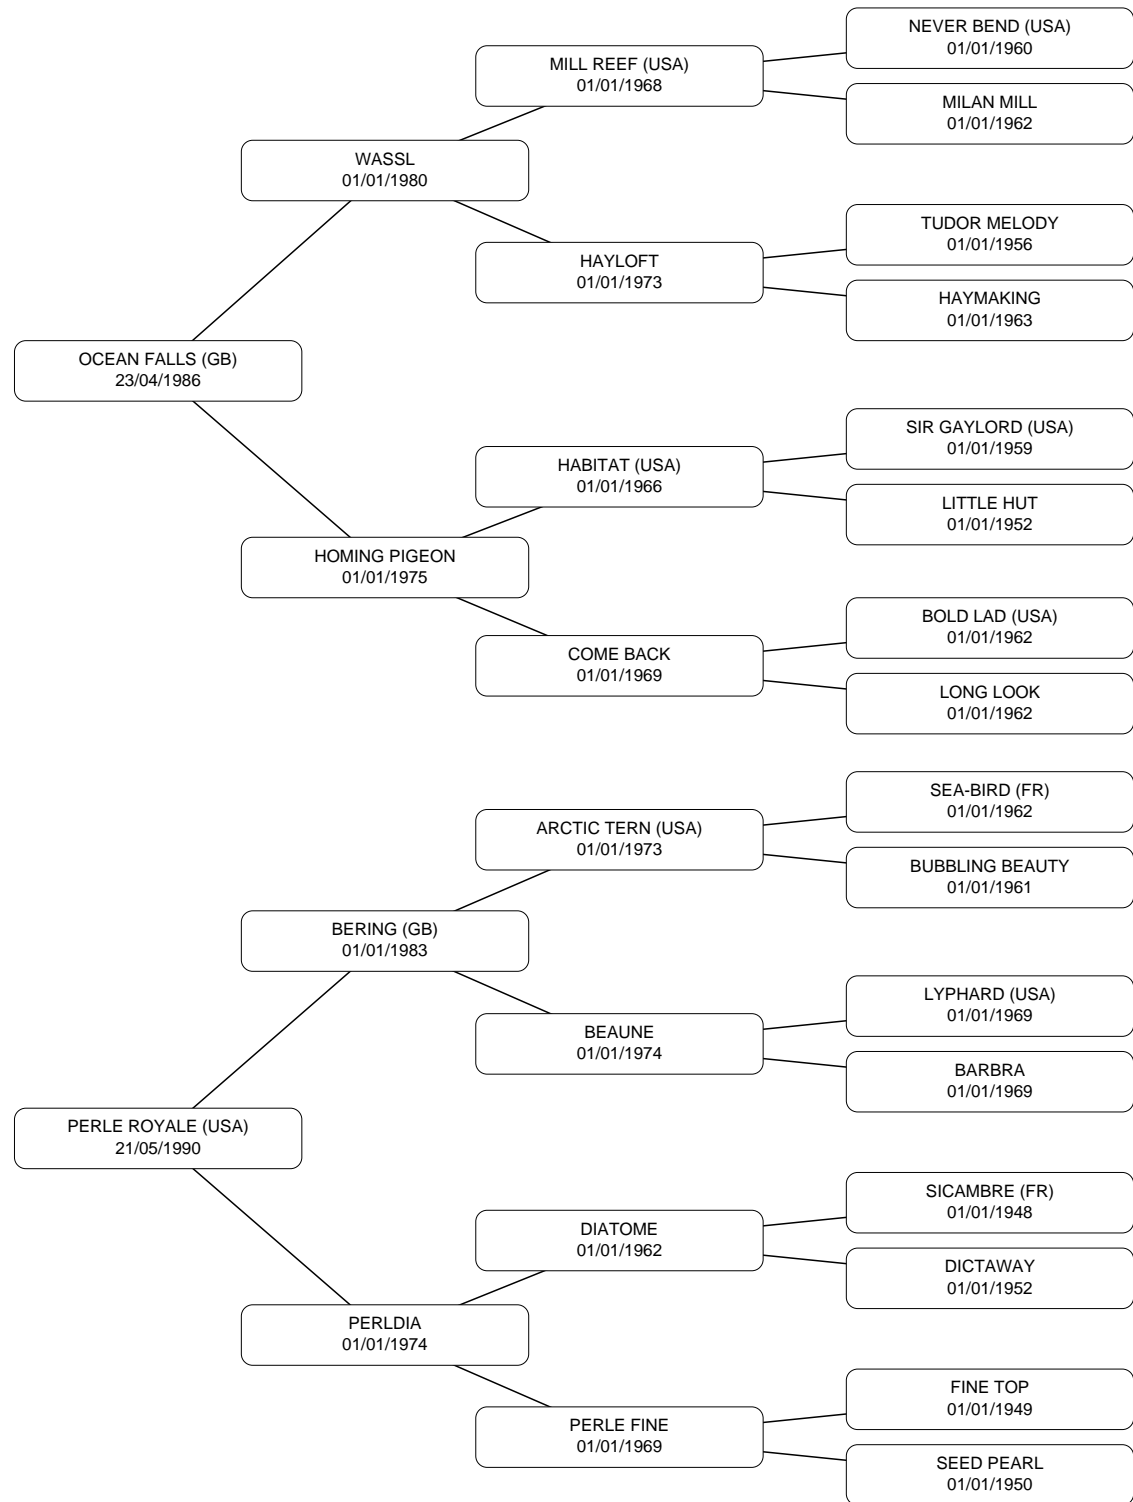 NEVER BEND (USA)
01/01/1960
MILL REEF (USA)
01/01/1968
MILAN MILL
01/01/1962
WASSL
01/01/1980
TUDOR MELODY
01/01/1956
HAYLOFT
01/01/1973
HAYMAKING
01/01/1963
OCEAN FALLS (GB)
23/04/1986
SIR GAYLORD (USA)
01/01/1959
HABITAT (USA)
01/01/1966
LITTLE HUT
01/01/1952
HOMING PIGEON
01/01/1975
BOLD LAD (USA)
01/01/1962
COME BACK
01/01/1969
LONG LOOK
01/01/1962
SEA-BIRD (FR)
01/01/1962
ARCTIC TERN (USA)
01/01/1973
BUBBLING BEAUTY
01/01/1961
BERING (GB)
01/01/1983
LYPHARD (USA)
01/01/1969
BEAUNE
01/01/1974
BARBRA
01/01/1969
PERLE ROYALE (USA)
21/05/1990
SICAMBRE (FR)
01/01/1948
DIATOME
01/01/1962
DICTAWAY
01/01/1952
PERLDIA
01/01/1974
FINE TOP
01/01/1949
PERLE FINE
01/01/1969
SEED PEARL
01/01/1950